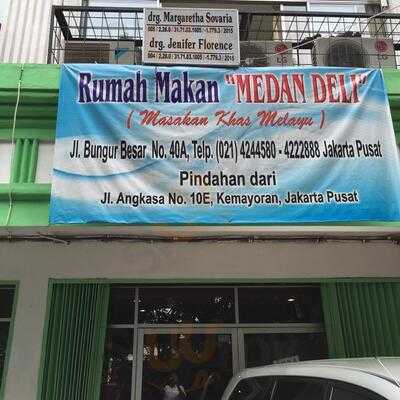 drg. Margaretha Sovaria
drg. Jenifer Florence
Rumah Makan "MEDAN DELI"
( Masakan Khas Melayu )
Jl. Bungur Besar No. 40A, Telp. (021) 4244580 - 4222888 Jakarta Pusat
Pindahan dari
Jl. Angkasa No. 10E, Kemayoran, Jakarta Pusat
LG